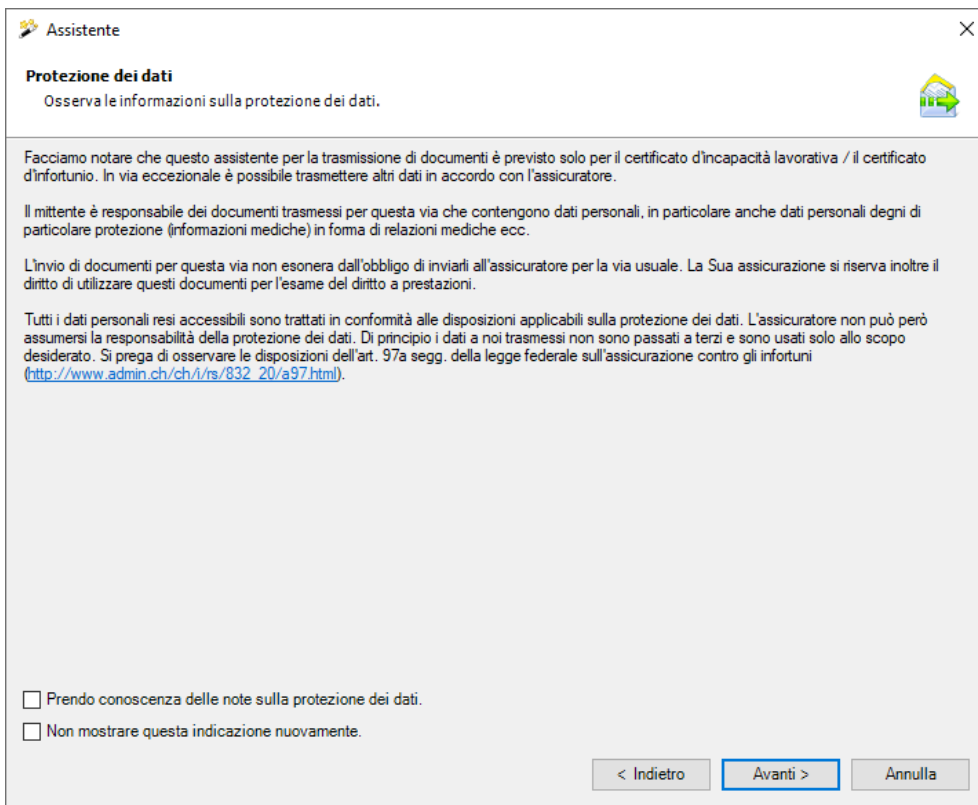 Assistente
Protezione dei dati
Osserva le informazioni sulla protezione dei dati.
Facciamo notare che questo assistente per la trasmissione di documenti è previsto solo per il certificato d'incapacità lavorativa / il certificato
d'infortunio. In via eccezionale è possibile trasmettere altri dati in accordo con l'assicuratore.
Il mittente è responsabile dei documenti trasmessi per questa via che contengono dati personali, in particolare anche dati personali degni di
particolare protezione (informazioni mediche) in forma di relazioni mediche ecc.
L'invio di documenti per questa via non esonera dall'obbligo di inviarli all'assicuratore per la via usuale. La Sua assicurazione si riserva inoltre il
diritto di utilizzare questi documenti per l'esame del diritto a prestazioni.
Tutti i dati personali resi accessibili sono trattati in conformità alle disposizioni applicabili sulla protezione dei dati. L'assicuratore non può però
assumersi la responsabilità della protezione dei dati. Di principio i dati a noi trasmessi non sono passati a terzi e sono usati solo allo scopo
desiderato. Si prega di osservare le disposizioni dell'art. 97a segg. della legge federale sull'assicurazione contro gli infortuni
(http://www.admin.ch/ch/i/rs/832_20/a97.html).
Prendo conoscenza delle note sulla protezione dei dati.
Non mostrare questa indicazione nuovamente.
< Indietro
Avanti >
Annulla